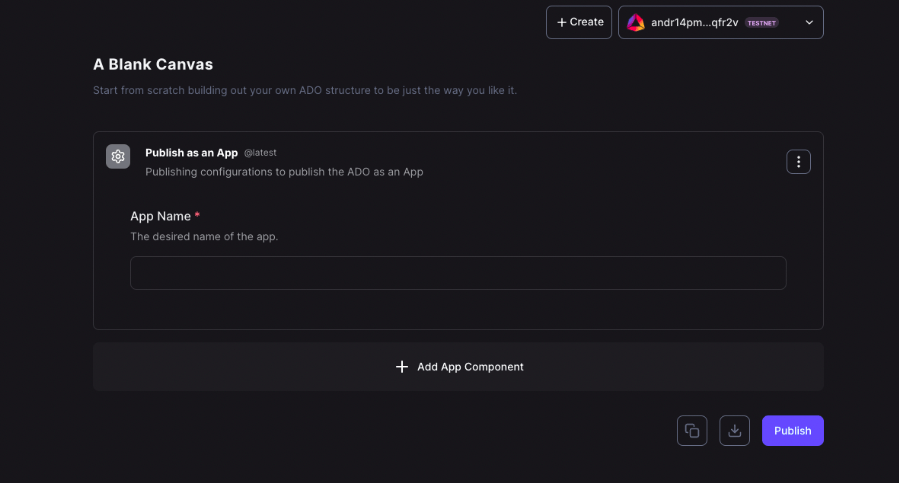 Create
andr14pm...qfr2v TESTNET
A Blank Canvas
Start from scratch building out your own ADO structure to be just the way you like it.
Publish as an App @latest
Publishing configurations to publish the ADO as an App
App Name *
The desired name of the app.
Add App Component
Publish